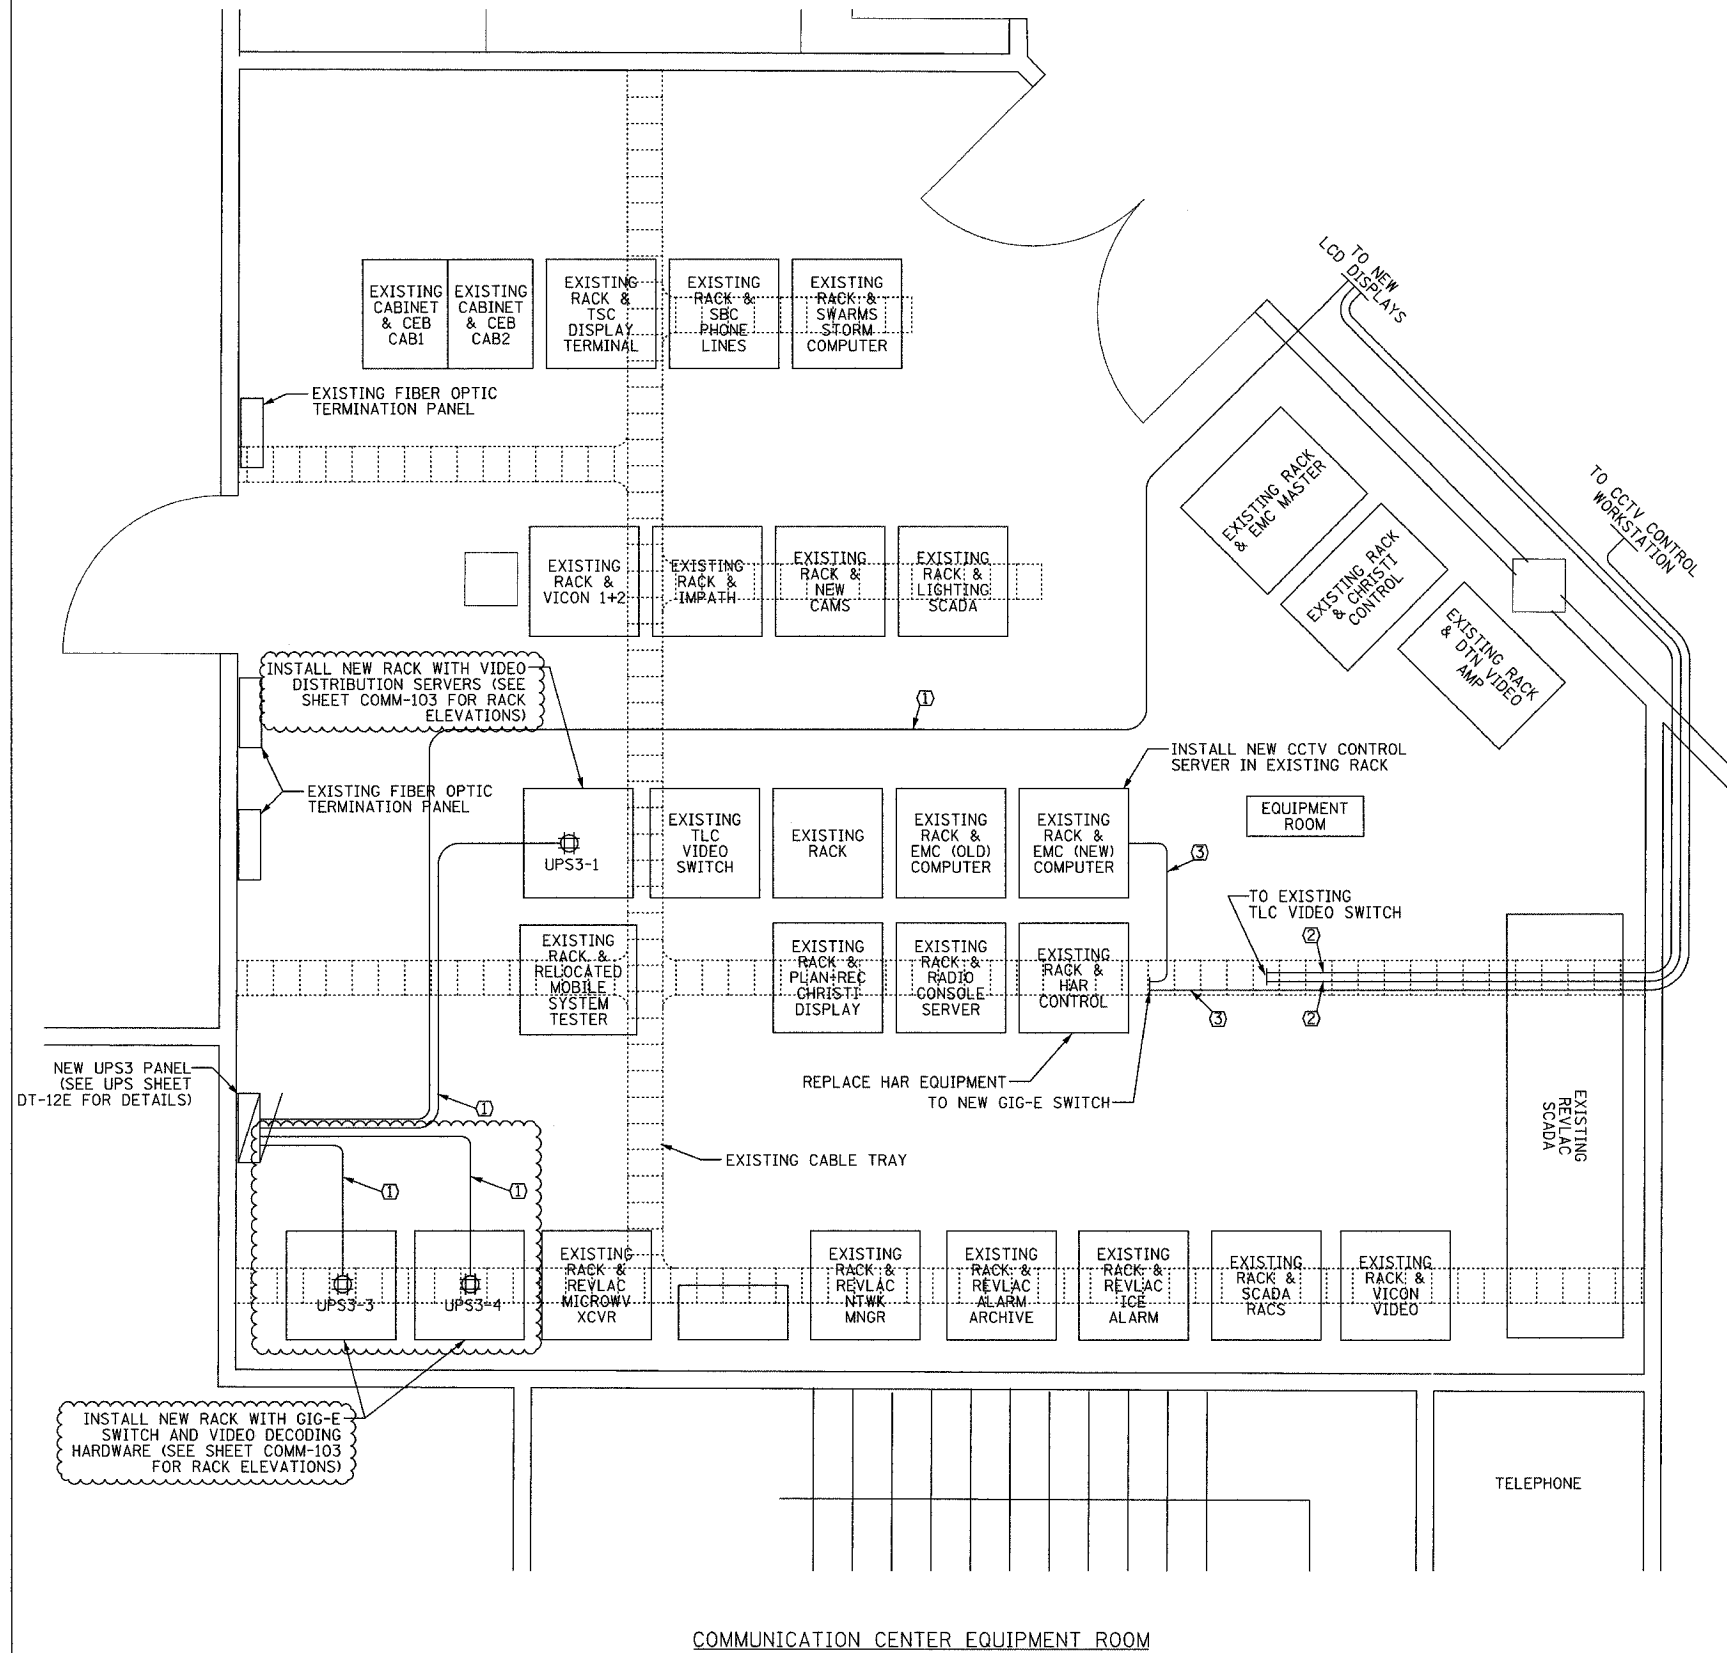 TO NEW
LCD DISPLAYS
EXISTING
CABINET
& CEB
CAB1
EXISTING
CABINET
& CEB
CAB2
EXISTING
RACK &
TSC
DISPLAY
TERMINAL
EXISTING
RACK &
SBC
PHONE
LINES
EXISTING
RACK &
SWARMS
STORM
COMPUTER
EXISTING FIBER OPTIC
TERMINATION PANEL
EXISTING RACK
& EMC MASTER
TO CCTV CONTROL
WORKSTATION
EXISTING RACK
& CHRISTI
CONTROL
EXISTING RACK
& DTN VIDEO
AMP
EXISTING
RACK &
VICON 1+2
EXISTING
RACK &
IMPATH
EXISTING
RACK &
NEW
CAMS
EXISTING
RACK &
LIGHTING
SCADA
INSTALL NEW RACK WITH VIDEO
DISTRIBUTION SERVERS (SEE
SHEET COMM-103 FOR RACK
ELEVATIONS)
1
INSTALL NEW CCTV CONTROL
SERVER IN EXISTING RACK
EXISTING FIBER OPTIC
TERMINATION PANEL
UPS3-1
EXISTING
TLC
VIDEO
SWITCH
EXISTING
RACK
EXISTING
RACK &
EMC (OLD)
COMPUTER
EXISTING
RACK &
EMC (NEW)
COMPUTER
EQUIPMENT
ROOM
3
TO EXISTING
TLC VIDEO SWITCH
2
EXISTING
RACK &
RELOCATED
MOBILE
SYSTEM
TESTER
EXISTING
RACK &
PLAN-REC
CHRISTI
DISPLAY
EXISTING
RACK &
RADIO
CONSOLE
SERVER
EXISTING
RACK &
HAR
CONTROL
3
2
NEW UPS3 PANEL
(SEE UPS SHEET
DT-12E FOR DETAILS)
REPLACE HAR EQUIPMENT
TO NEW GIG-E SWITCH
1
EXISTING
REVLAC
SCADA
EXISTING CABLE TRAY
1
1
UPS3-3
UPS3-4
EXISTING
RACK &
REVLAC
MICROWV
XCVR
EXISTING
RACK &
REVLAC
NTWK
MNGR
EXISTING
RACK &
REVLAC
ALARM
ARCHIVE
EXISTING
RACK &
REVLAC
ICE
ALARM
EXISTING
RACK &
SCADA
RACS
EXISTING
RACK &
VICON
VIDEO
INSTALL NEW RACK WITH GIG-E
SWITCH AND VIDEO DECODING
HARDWARE (SEE SHEET COMM-103
FOR RACK ELEVATIONS)
TELEPHONE
COMMUNICATION CENTER EQUIPMENT ROOM